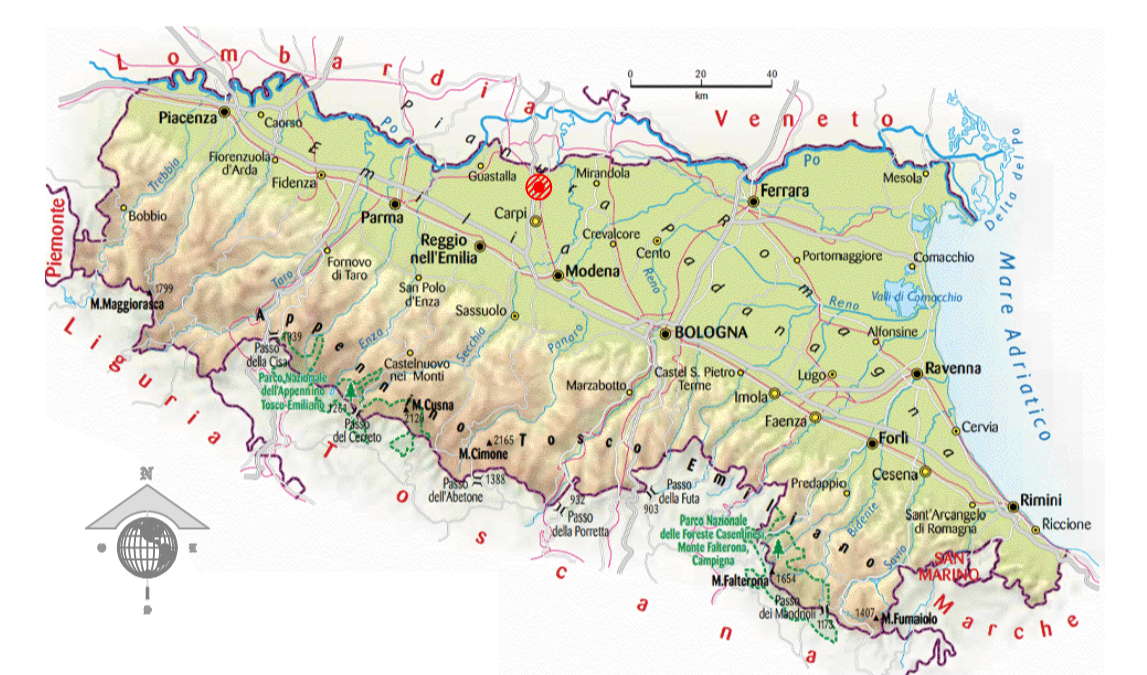 Lombardia
0 20 40
km
Veneto
Piacenza
Caorso
Po
Pianura Padana
Po
Emilia
Romagna
Fiorenzuola
d'Arda
Trebbio
Fidenza
Guastalla
Mirandola
Ferrara
Mesola
Delta del Po
Piemonte
Bobbio
Parma
Carpi
Crevalcore
Cento
Reggio
nell'Emilia
Modena
Portomaggiore
Comacchio
Fornovo
di Taro
Taro
San Polo
d'Enza
Reno
Reno
Valli di Comacchio
Mare Adriatico
1799
M.Maggiorasca
Sassuolo
Secchio
Panaro
Enza
BOLOGNA
Alfonsine
Liguria
Appennino Tosco Emiliano
1039
Passo
della Cisa
Castelnuovo
nei Monti
Parco Nazionale
dell'Appennino
Tosco-Emiliano
1261
Passo
del Cerreto
M.Cusna
Marzabotto
Castel S. Pietro
Terme
Lugo
Ravenna
Imola
Faenza
Cervia
Forlì
2165
M.Cimone
1388
Passo
dell'Abetone
932
Passo
della Porretta
903
Passo
della Futa
Predappio
Cesena
Bidente
Savio
Sant'Arcangelo
di Romagna
Rimini
Riccione
Parco Nazionale
delle Foreste Casentinesi,
Monte Falterona,
Campigna
M.Falterona
1654
Passo
dei Mandrioli
1173
1407
M.Fumaiolo
SAN
MARINO
Marche
Toscana
N
O
E
S